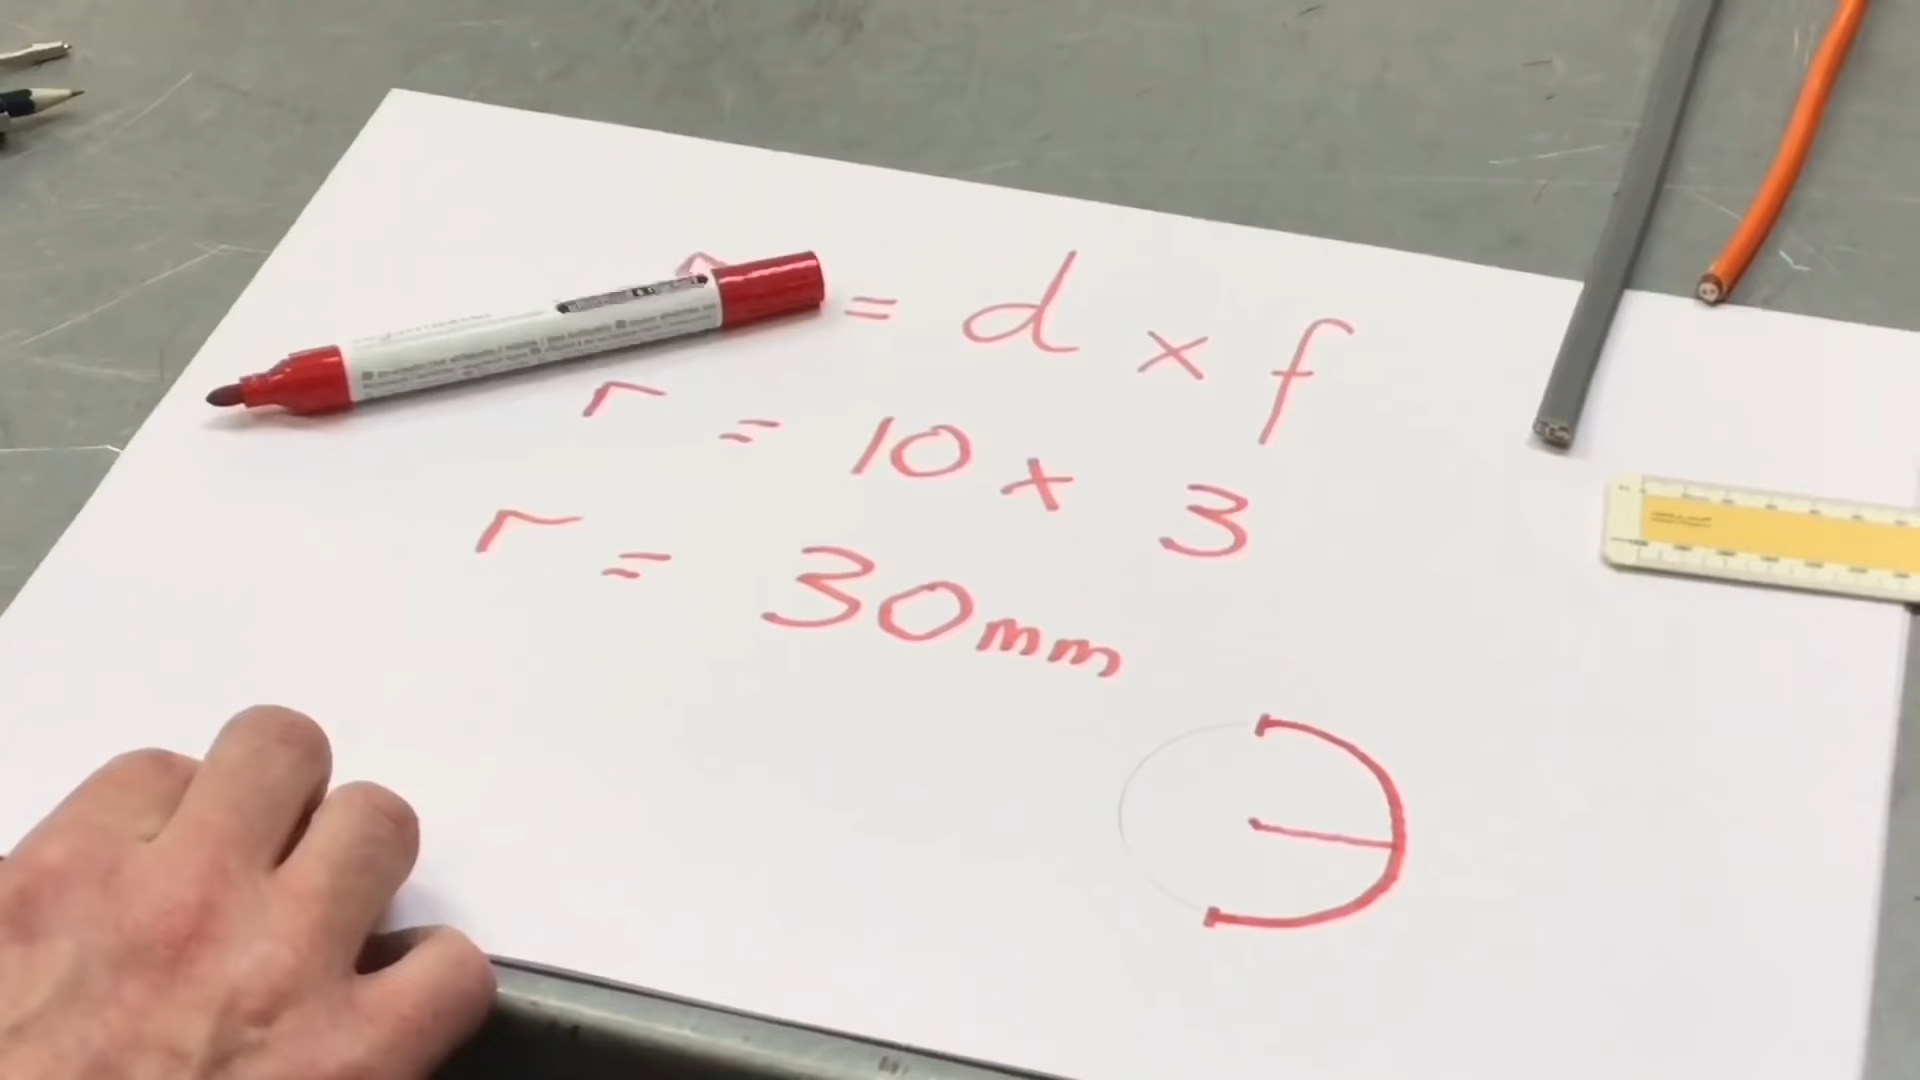 = d x f
r = 10 x 3
r = 30mm